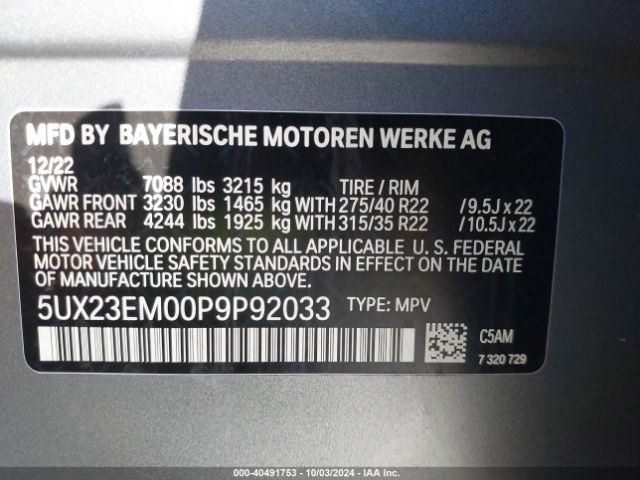 MFD BY BAYERISCHE MOTOREN WERKE AG
12/22
GVWR 7088 lbs 3215 kg TIRE / RIM
GAWR FRONT 3230 lbs 1465 kg WITH 275/40 R22 /9.5J x 22
GAWR REAR 4244 lbs 1925 kg WITH 315/35 R22 /10.5J x 22
THIS VEHICLE CONFORMS TO ALL APPLICABLE U. S. FEDERAL
MOTOR VEHICLE SAFETY STANDARDS IN EFFECT ON THE DATE
OF MANUFACTURE SHOWN ABOVE.
5UX23EM00P9P92033 TYPE: MPV
C5AM
7 320 729
000-40491753 - 10/03/2024 - IAA Inc.